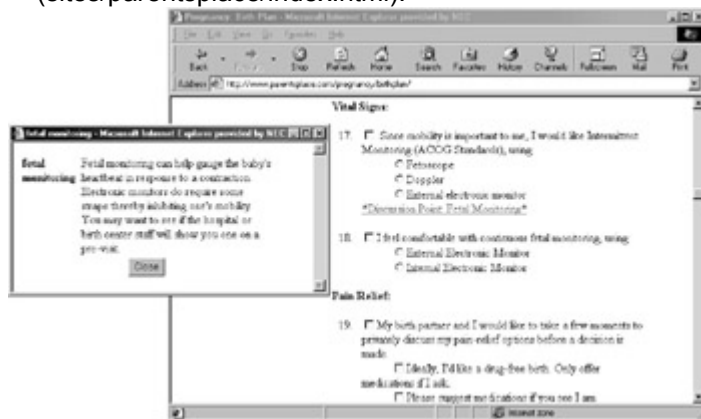 (sites/parentsplace/index.html).
Pregnancy: Birth Plan - Microsoft Internet Explorer provided by NEC
File Edit View Go Favorites Help
Back Stop Refresh Home Search Favorites History Channels Fullscreen Mail Print
Address http://www.parentsplace.com/pregnancy/birthplan/
Vital Signs:
17. Since mobility is important to me, I would like Intermittent
Monitoring (ACOG Standards), using
Fetoscope
Doppler
External electronic monitor
*Discussion Point: Fetal Monitoring*
18. I feel comfortable with continuous fetal monitoring, using
External Electronic Monitor
Internal Electronic Monitor
Pain Relief:
19. My birth partner and I would like to take a few moments to
privately discuss my pain-relief options before a decision is
made
Ideally, I'd like a drug-free birth. Only offer
medications if I ask.
Please suggest medications if you see I am
Internet zone
fetal monitoring - Microsoft Internet Explorer provided by NEC
fetal Fetal monitoring can help gauge the baby's
monitoring heartbeat in response to a contraction.
Electronic monitors do require some
straps thereby inhibiting one's mobility.
You may want to see if the hospital or
birth center staff will show you one on a
pre-visit.
Close